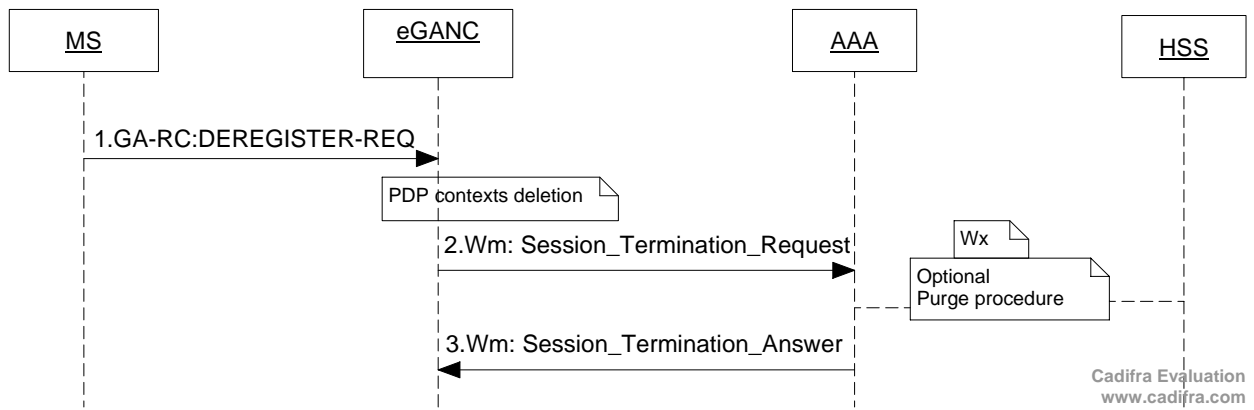 MS
eGANC
AAA
HSS
1.GA-RC:DEREGISTER-REQ
PDP contexts deletion
2.Wm: Session_Termination_Request
Wx
Optional
Purge procedure
3.Wm: Session_Termination_Answer
Cadifra Evaluation
www.cadifra.com